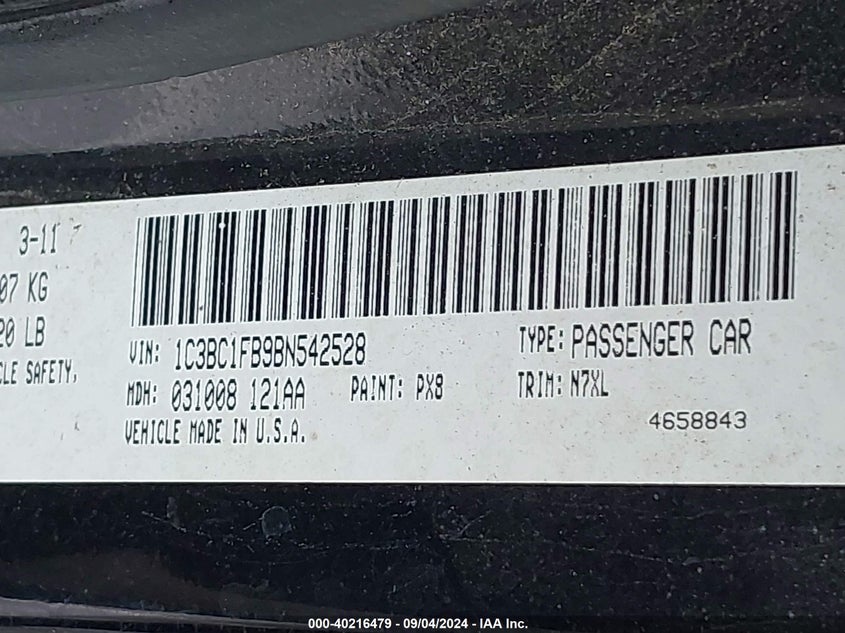 3-11
07 KG
20 LB
CLE SAFETY,
VIN: 1C3BC1FB9BN542528 TYPE: PASSENGER CAR
MDH: 031008 121AA PAINT: PX8 TRIM: N7XL
VEHICLE MADE IN U.S.A.
4658843
000-40216479 - 09/04/2024 - IAA Inc.